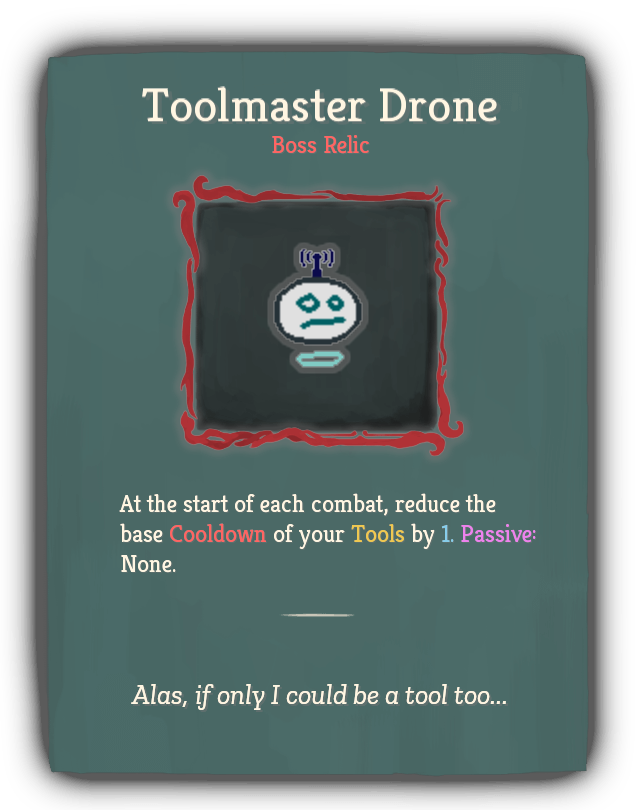 Toolmaster Drone
Boss Relic
At the start of each combat, reduce the
base Cooldown of your Tools by 1. Passive:
None.
Alas, if only I could be a tool too...